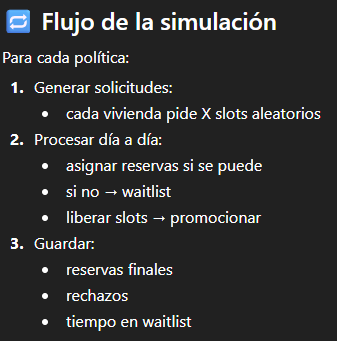 🔁 Flujo de la simulación
Para cada política:
1. Generar solicitudes:
• cada vivienda pide X slots aleatorios
2. Procesar día a día:
• asignar reservas si se puede
• si no → waitlist
• liberar slots → promocionar
3. Guardar:
• reservas finales
• rechazos
• tiempo en waitlist